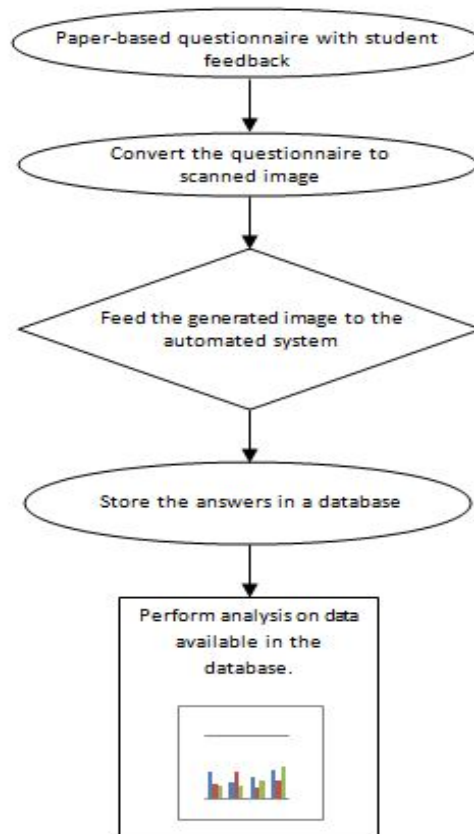 Paper-based questionnaire with student
feedback
Convert the questionnaire to
scanned image
Feed the generated image to the
automated system
Store the answers in a database
Perform analysis on data
available in the
database.